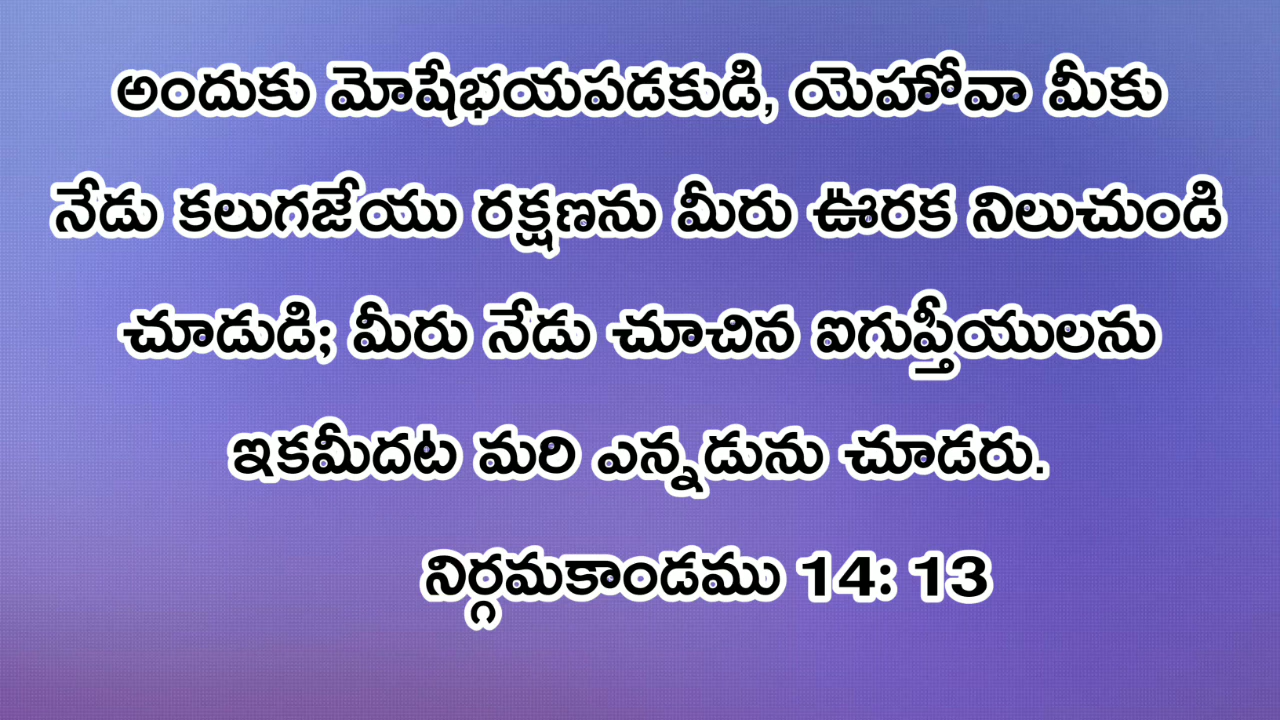 అందుకు మోషేభయపడకుడి, యెహోవా మీకు
నేడు కలుగజేయు రక్షణను మీరు ఊరక నిలుచుండి
చూడుడి; మీరు నేడు చూచిన ఐగుప్తీయులను
ఇకమీదట మరి ఎన్నడును చూడరు.
నిర్గమకాండము 14: 13